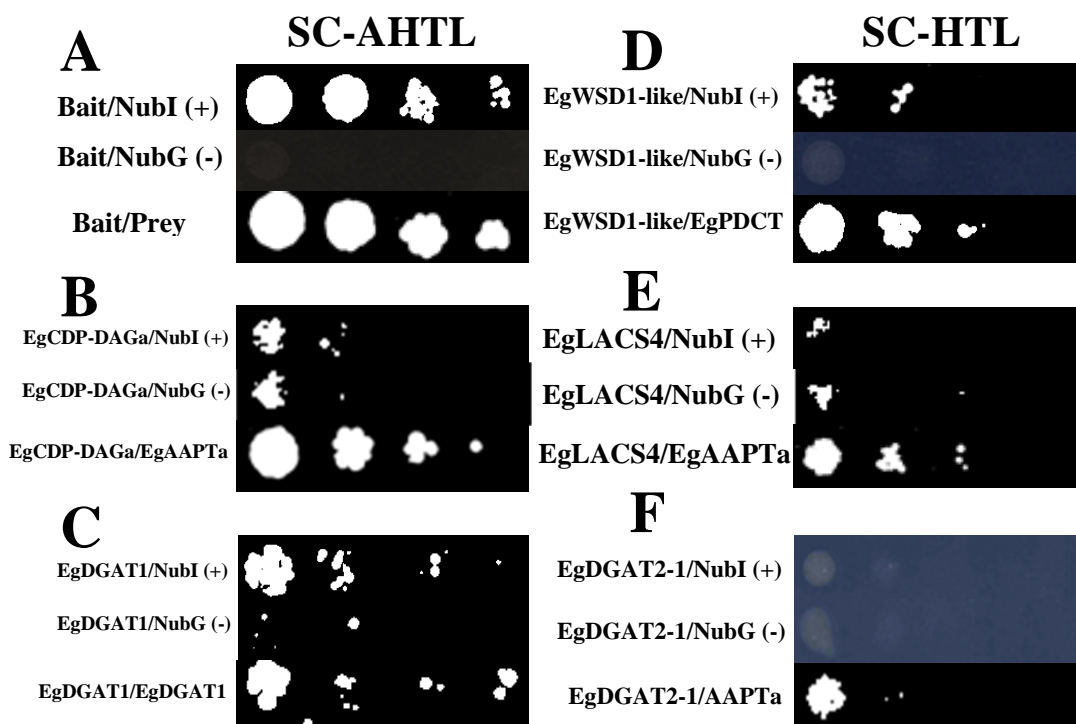 SC-AHTL
A
Bait/NubI (+)
Bait/NubG (-)
Bait/Prey
B
EgCDP-DAGa/NubI (+)
EgCDP-DAGa/NubG (-)
EgCDP-DAGa/EgAAPTa
C
EgDGAT1/NubI (+)
EgDGAT1/NubG (-)
EgDGAT1/EgDGAT1
SC-HTL
D
EgWSD1-like/NubI (+)
EgWSD1-like/NubG (-)
EgWSD1-like/EgPDCT
E
EgLACS4/NubI (+)
EgLACS4/NubG (-)
EgLACS4/EgAAPTa
F
EgDGAT2-1/NubI (+)
EgDGAT2-1/NubG (-)
EgDGAT2-1/AAPTa